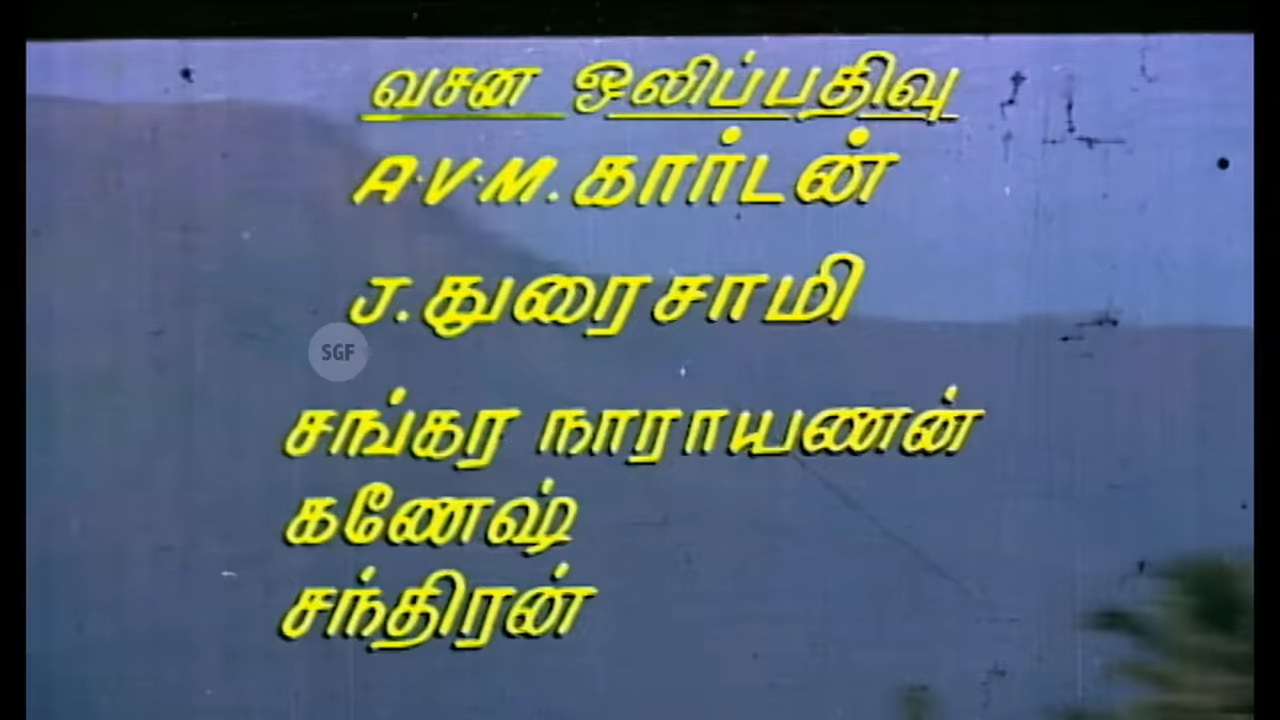 வசன ஒலிப்பதிவு
A.V.M. கார்டன்
J. துரைசாமி
SGF
சங்கர நாராயணன்
கணேஷ்
சந்திரன்